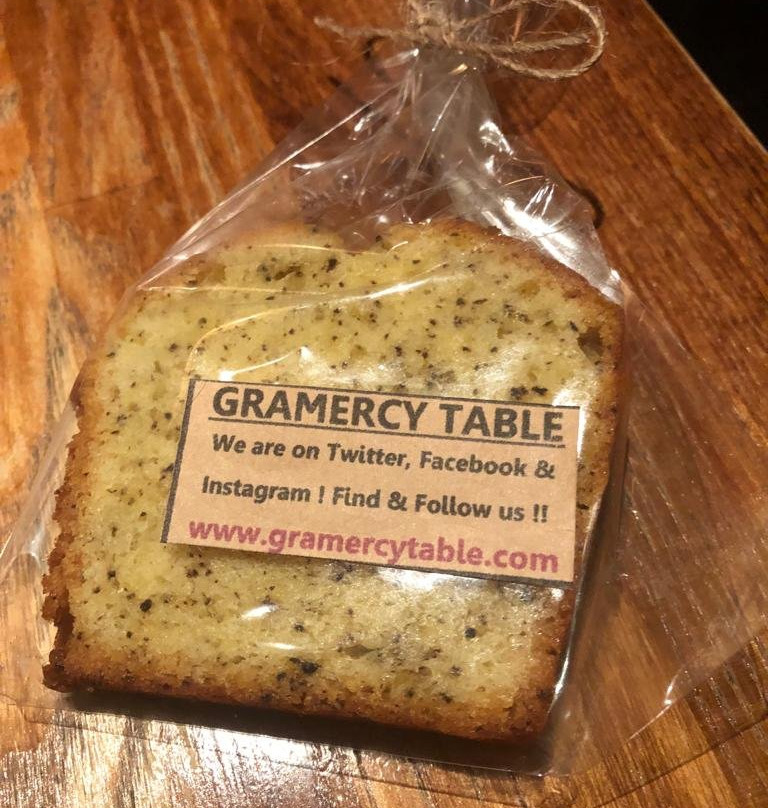 GRAMERCY TABLE
We are on Twitter, Facebook &
Instagram ! Find & Follow us !!
www.gramercytable.com